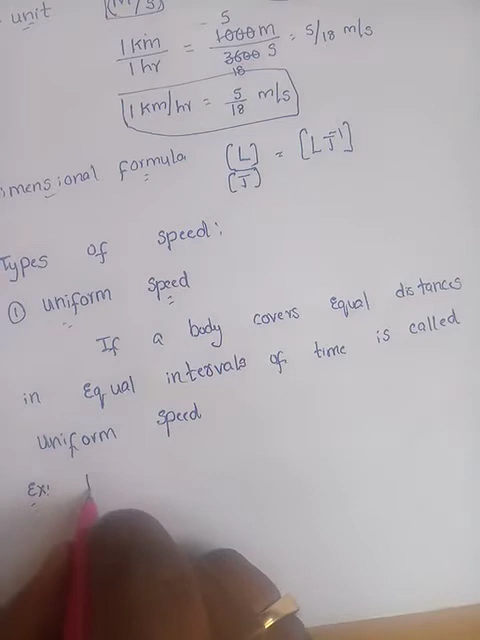 unit (M/S)
1 km / 1 hr = 1000 m / 3600 S = 5/18 m/s
5
18
1 km/hr = 5/18 m/s
imensional formula [L]/[T] = [LT⁻¹]
Types of speed:
① uniform speed
If a body covers Equal distances
in Equal intervals of time is called
uniform speed
Ex: